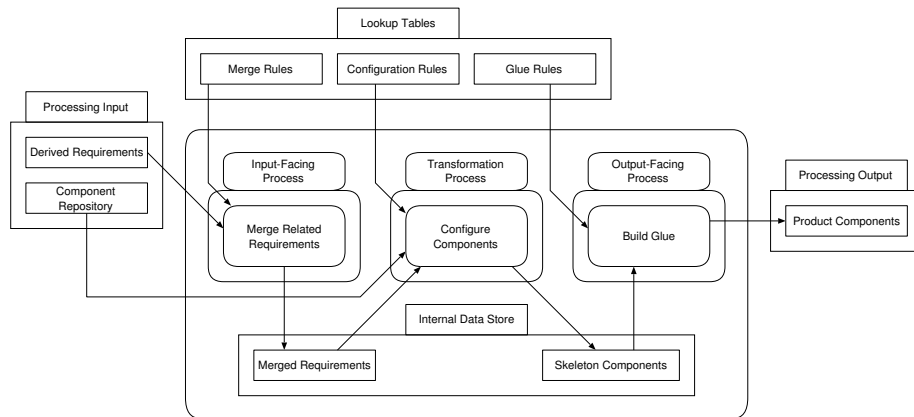 Lookup Tables
Merge Rules
Configuration Rules
Glue Rules
Processing Input
Derived Requirements
Component
Repository
Input-Facing
Process
Transformation
Process
Output-Facing
Process
Processing Output
Merge Related
Requirements
Configure
Components
Build Glue
Product Components
Internal Data Store
Merged Requirements
Skeleton Components